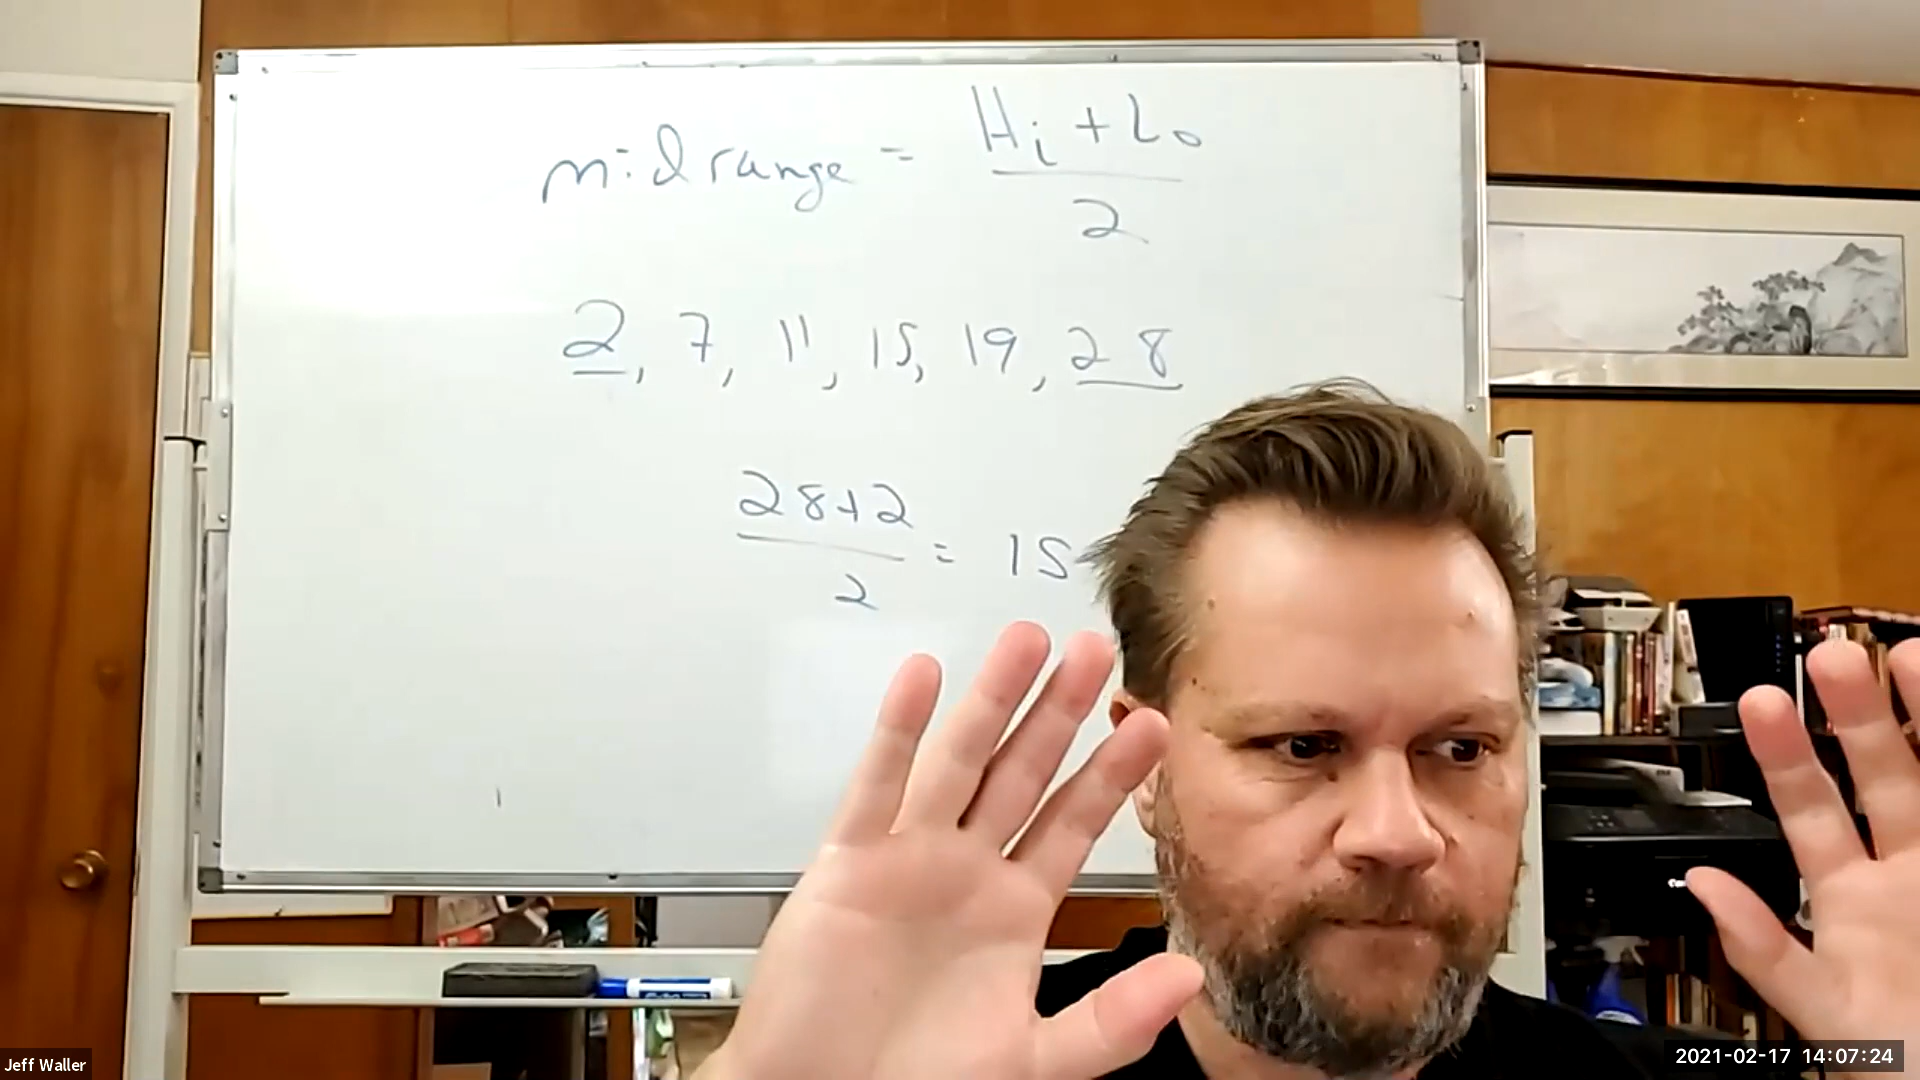 midrange = Hi + Lo
2
2, 7, 11, 15, 19, 28
28+2
2
= 15
Jeff Waller
2021-02-17 14:07:24